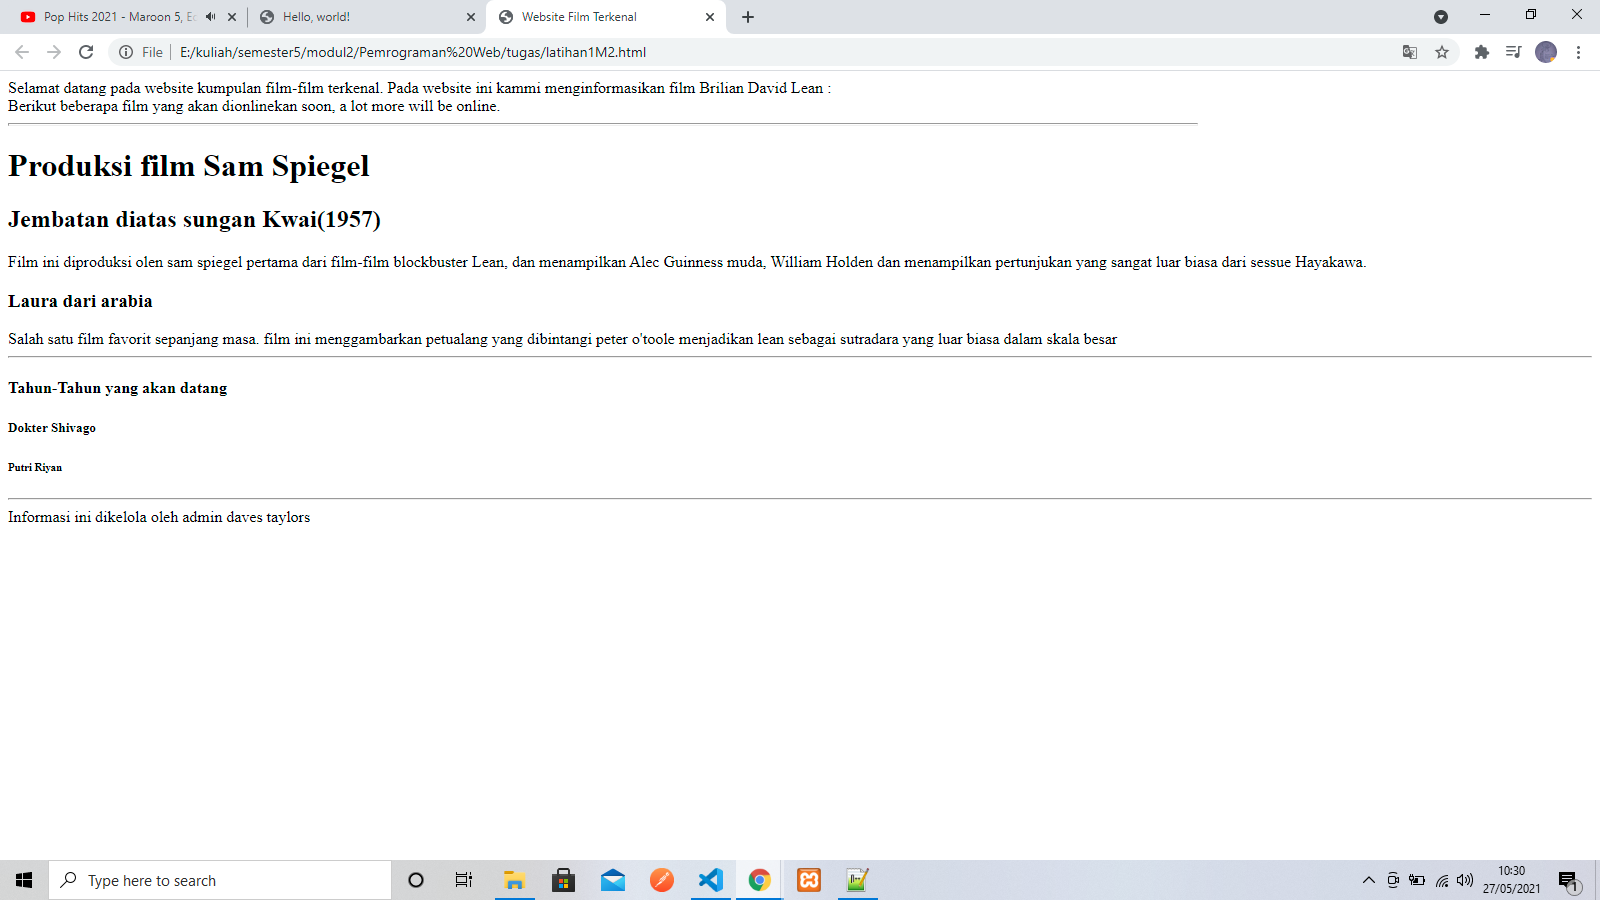 Pop Hits 2021 - Maroon 5, Ed
Hello, world!
Website Film Terkenal
File
E:/kuliah/semester5/modul2/Pemrograman%20Web/tugas/latihan1M2.html
Selamat datang pada website kumpulan film-film terkenal. Pada website ini kammi menginformasikan film Brilian David Lean :
Berikut beberapa film yang akan dionlinekan soon, a lot more will be online.
Produksi film Sam Spiegel
Jembatan diatas sungan Kwai(1957)
Film ini diproduksi olen sam spiegel pertama dari film-film blockbuster Lean, dan menampilkan Alec Guinness muda, William Holden dan menampilkan pertunjukan yang sangat luar biasa dari sessue Hayakawa.
Laura dari arabia
Salah satu film favorit sepanjang masa. film ini menggambarkan petualang yang dibintangi peter o'toole menjadikan lean sebagai sutradara yang luar biasa dalam skala besar
Tahun-Tahun yang akan datang
Dokter Shivago
Putri Riyan
Informasi ini dikelola oleh admin daves taylors
Type here to search
10:30
27/05/2021
1